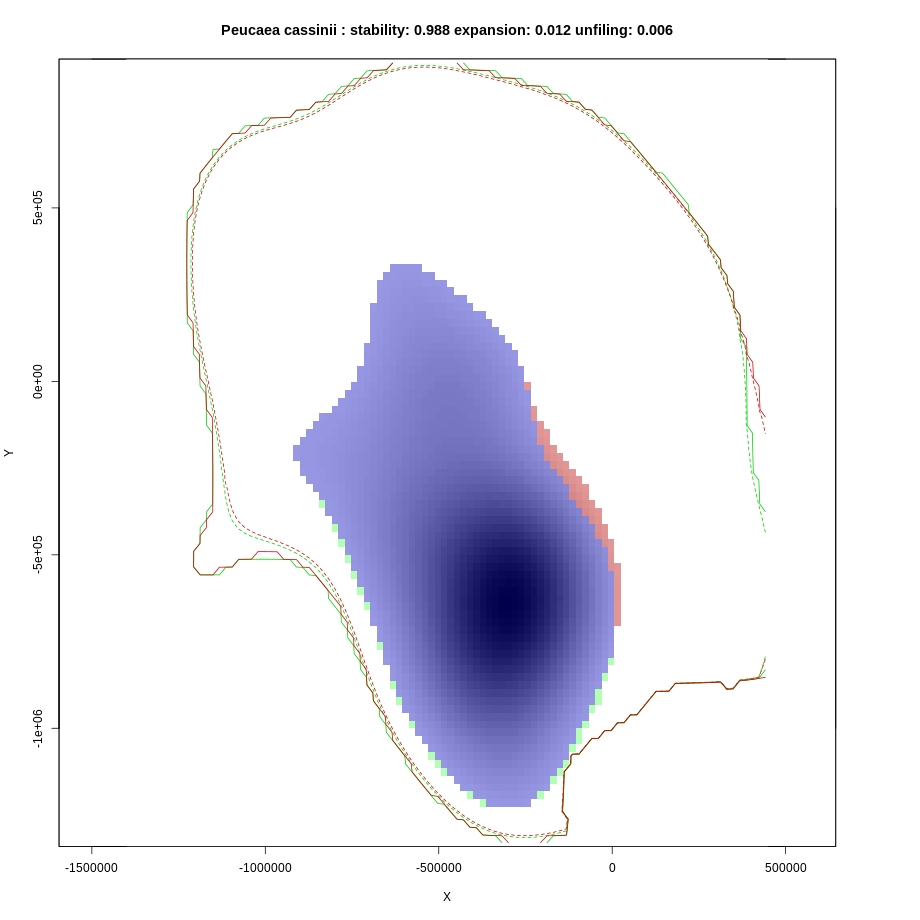 Peucaea cassinii : stability: 0.988 expansion: 0.012 unfiling: 0.006
5e+05
0e+00
-5e+05
-1e+06
Y
-1500000 -1000000 -500000 0 500000
X